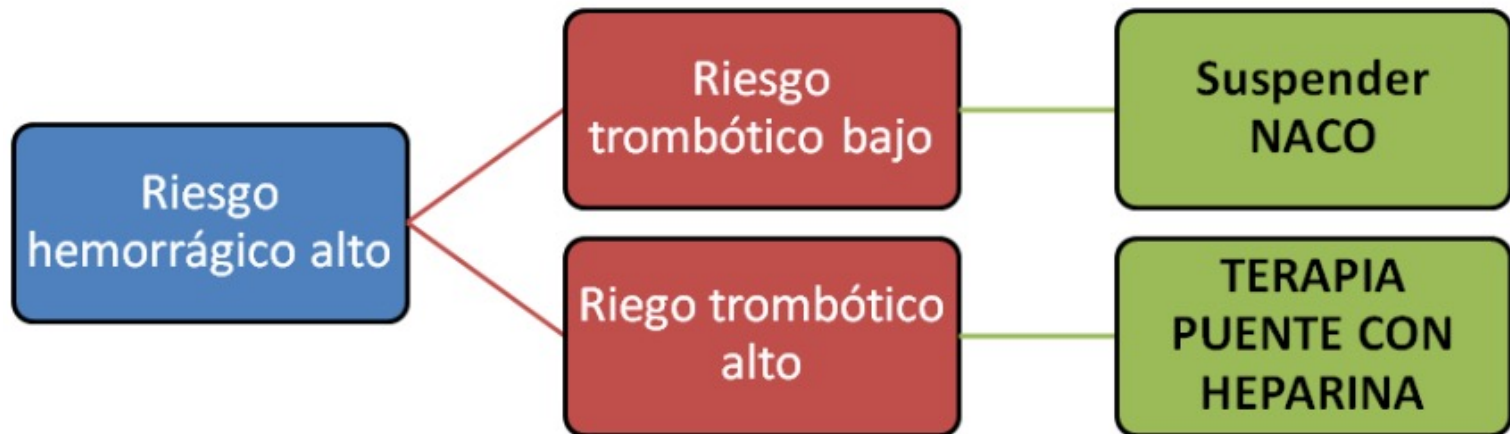 Riesgo
hemorrágico alto
Riesgo
trombótico bajo
Suspender
NACO
Riego trombótico
alto
TERAPIA
PUENTE CON
HEPARINA